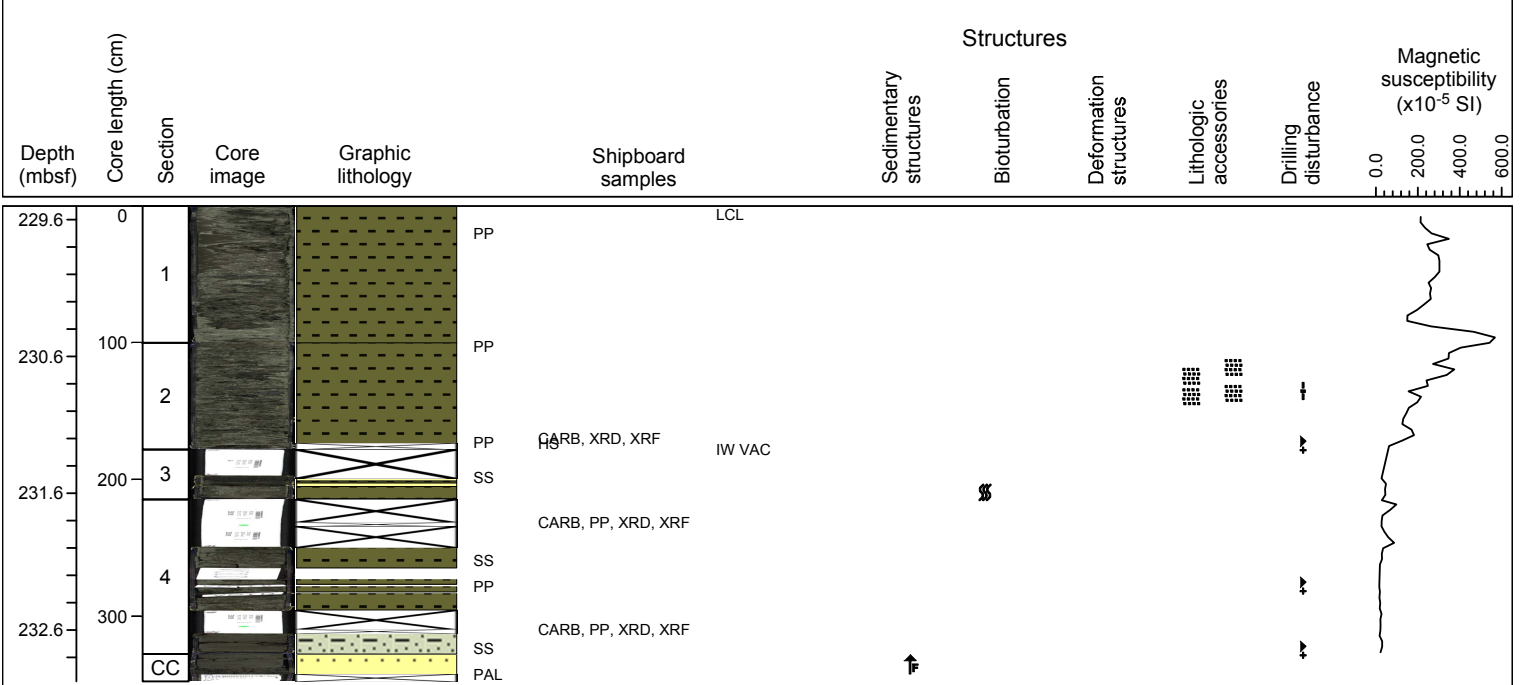 Structures
Depth
(mbsf)
Core length (cm)
Section
Core
image
Graphic
lithology
Shipboard
samples
Sedimentary
structures
Bioturbation
Deformation
structures
Lithologic
accessories
Drilling
disturbance
Magnetic
susceptibility
(x10-5 SI)
0.0
200.0
400.0
600.0
229.6
0
LCL
PP
1
100
PP
230.6
2
PP
CARB, XRD, XRF
HS
IW VAC
3
SS
200
231.6
CARB, PP, XRD, XRF
SS
4
PP
300
232.6
CARB, PP, XRD, XRF
SS
F
CC
PAL